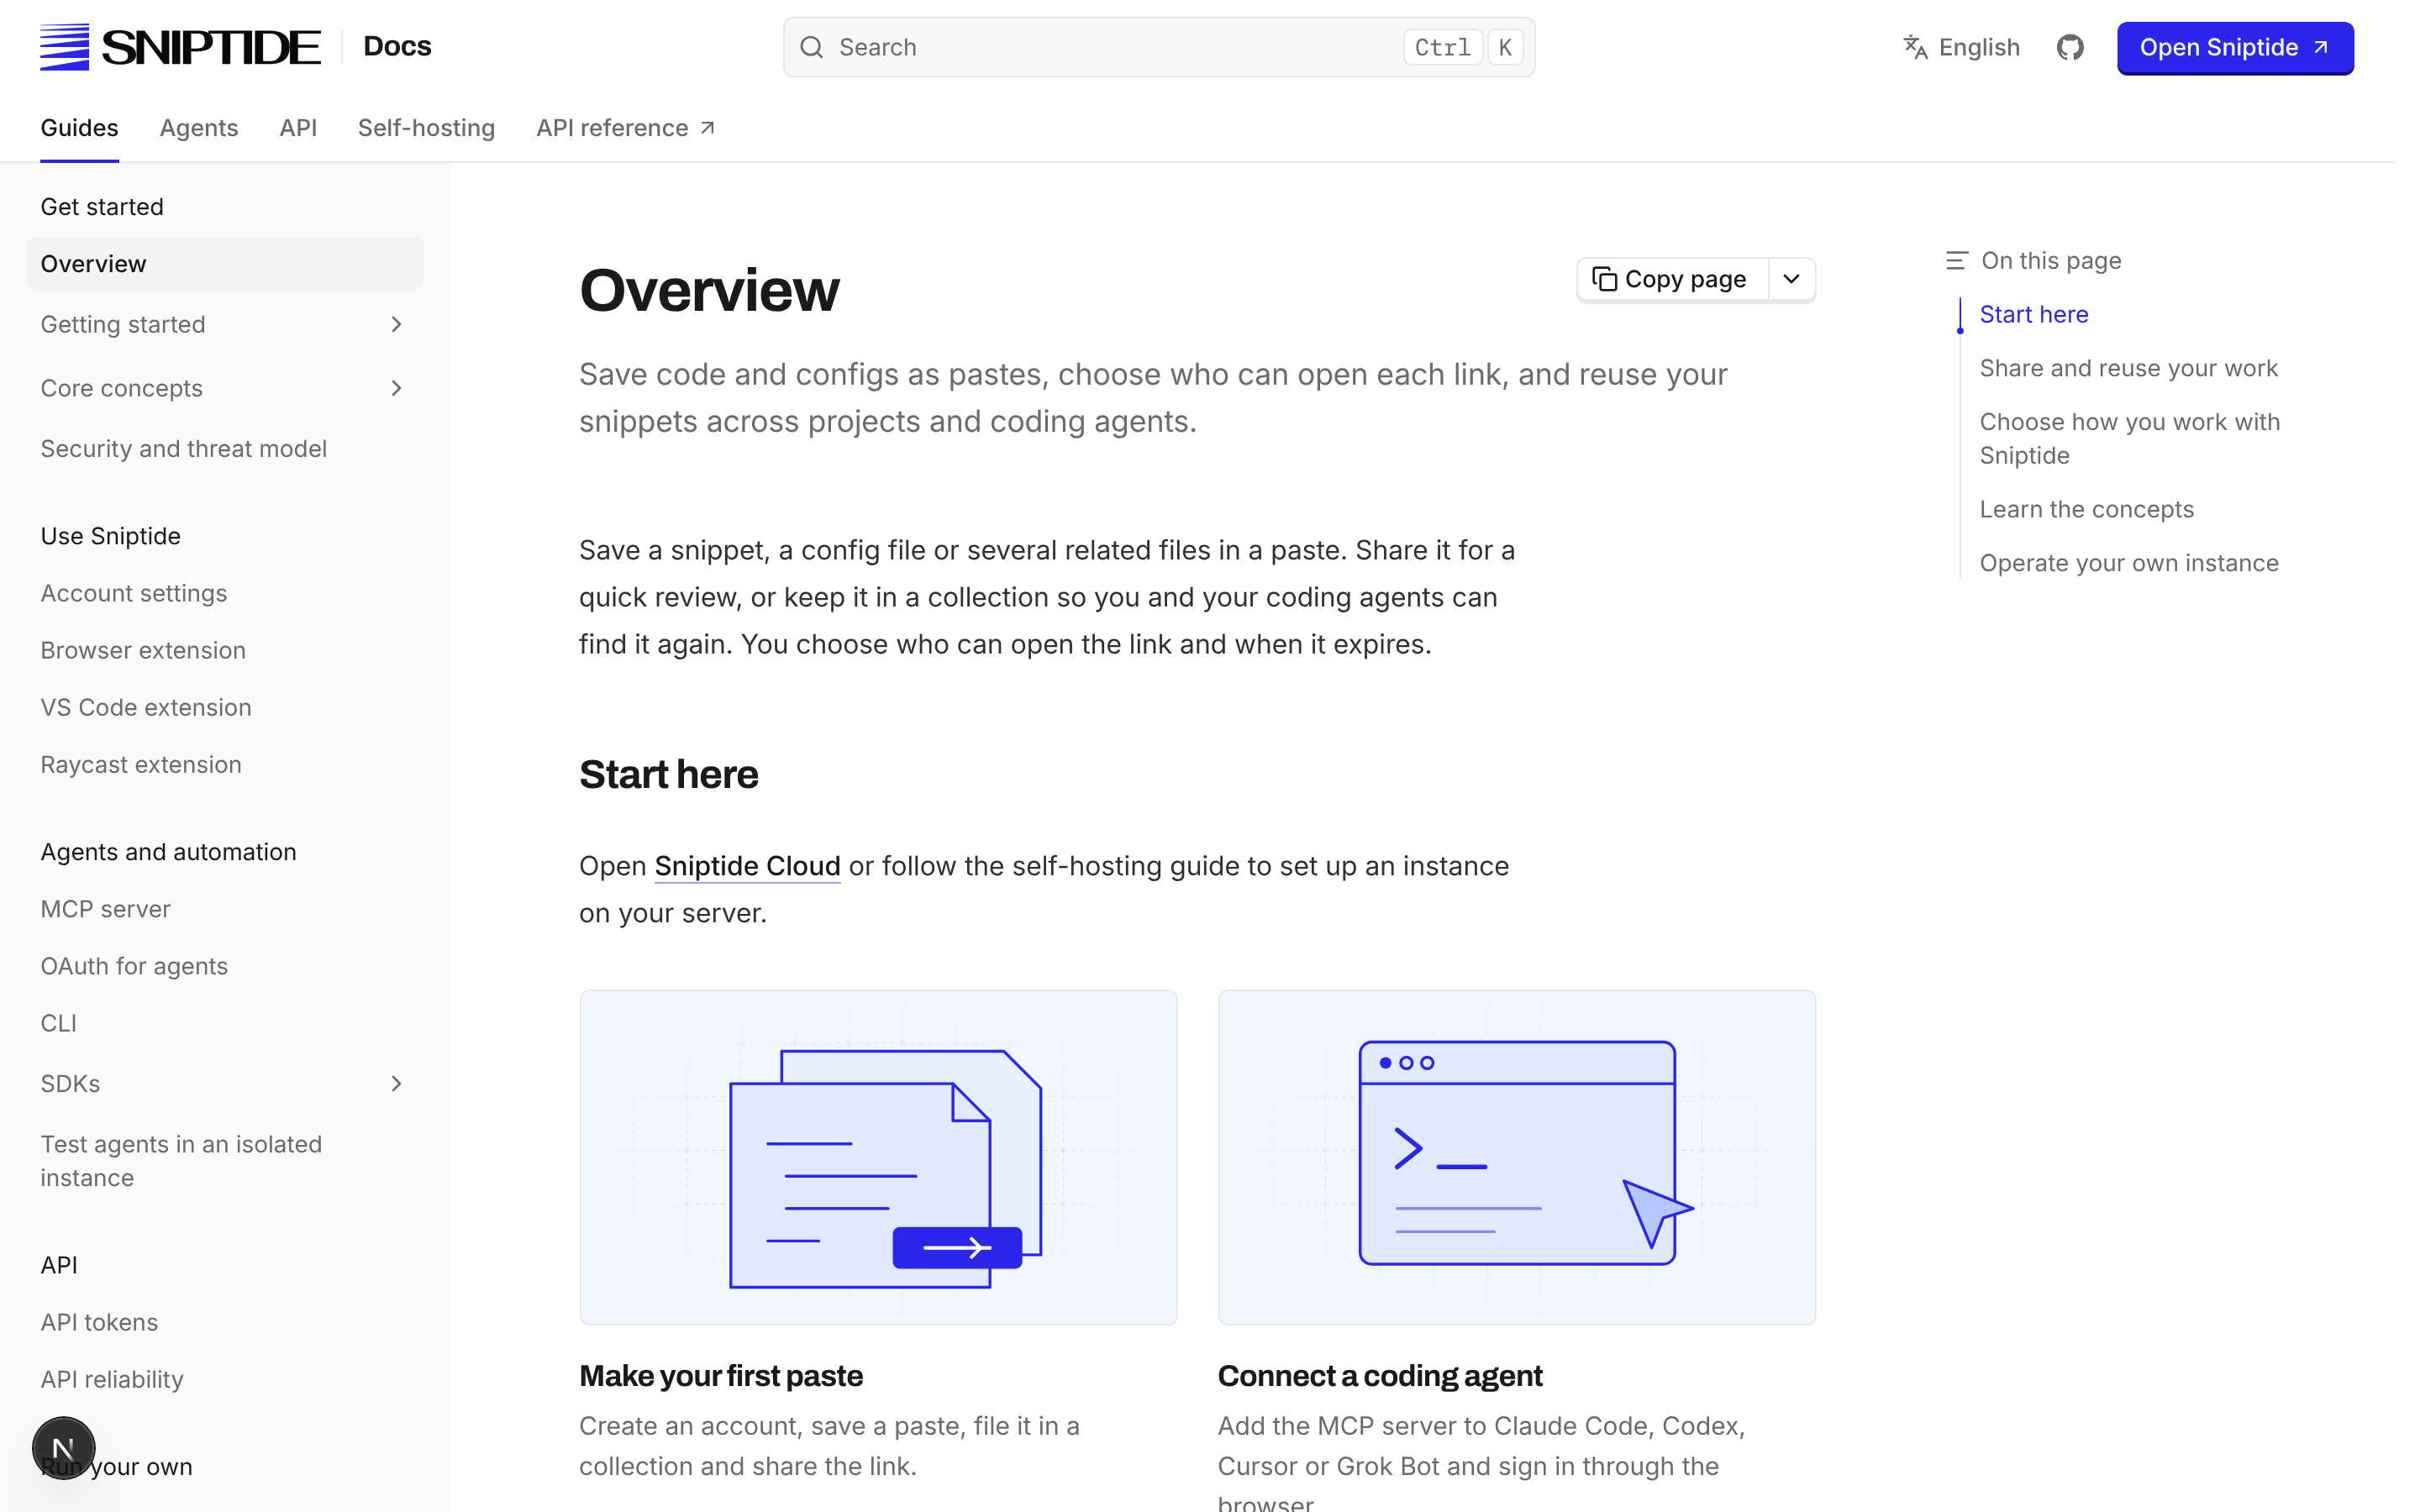 SNIPTIDE
Docs
Search
Ctrl K
English
Open Sniptide
Guides
Agents
API
Self-hosting
API reference
Get started
Overview
Getting started
Core concepts
Security and threat model
Use Sniptide
Account settings
Browser extension
VS Code extension
Raycast extension
Agents and automation
MCP server
OAuth for agents
CLI
SDKs
Test agents in an isolated
instance
API
API tokens
API reliability
N
Run your own
Overview
Copy page
Save code and configs as pastes, choose who can open each link, and reuse your
snippets across projects and coding agents.
Save a snippet, a config file or several related files in a paste. Share it for a
quick review, or keep it in a collection so you and your coding agents can
find it again. You choose who can open the link and when it expires.
Start here
Open Sniptide Cloud or follow the self-hosting guide to set up an instance
on your server.
Make your first paste
Create an account, save a paste, file it in a
collection and share the link.
Connect a coding agent
Add the MCP server to Claude Code, Codex,
Cursor or Grok Bot and sign in through the
browser
On this page
Start here
Share and reuse your work
Choose how you work with
Sniptide
Learn the concepts
Operate your own instance